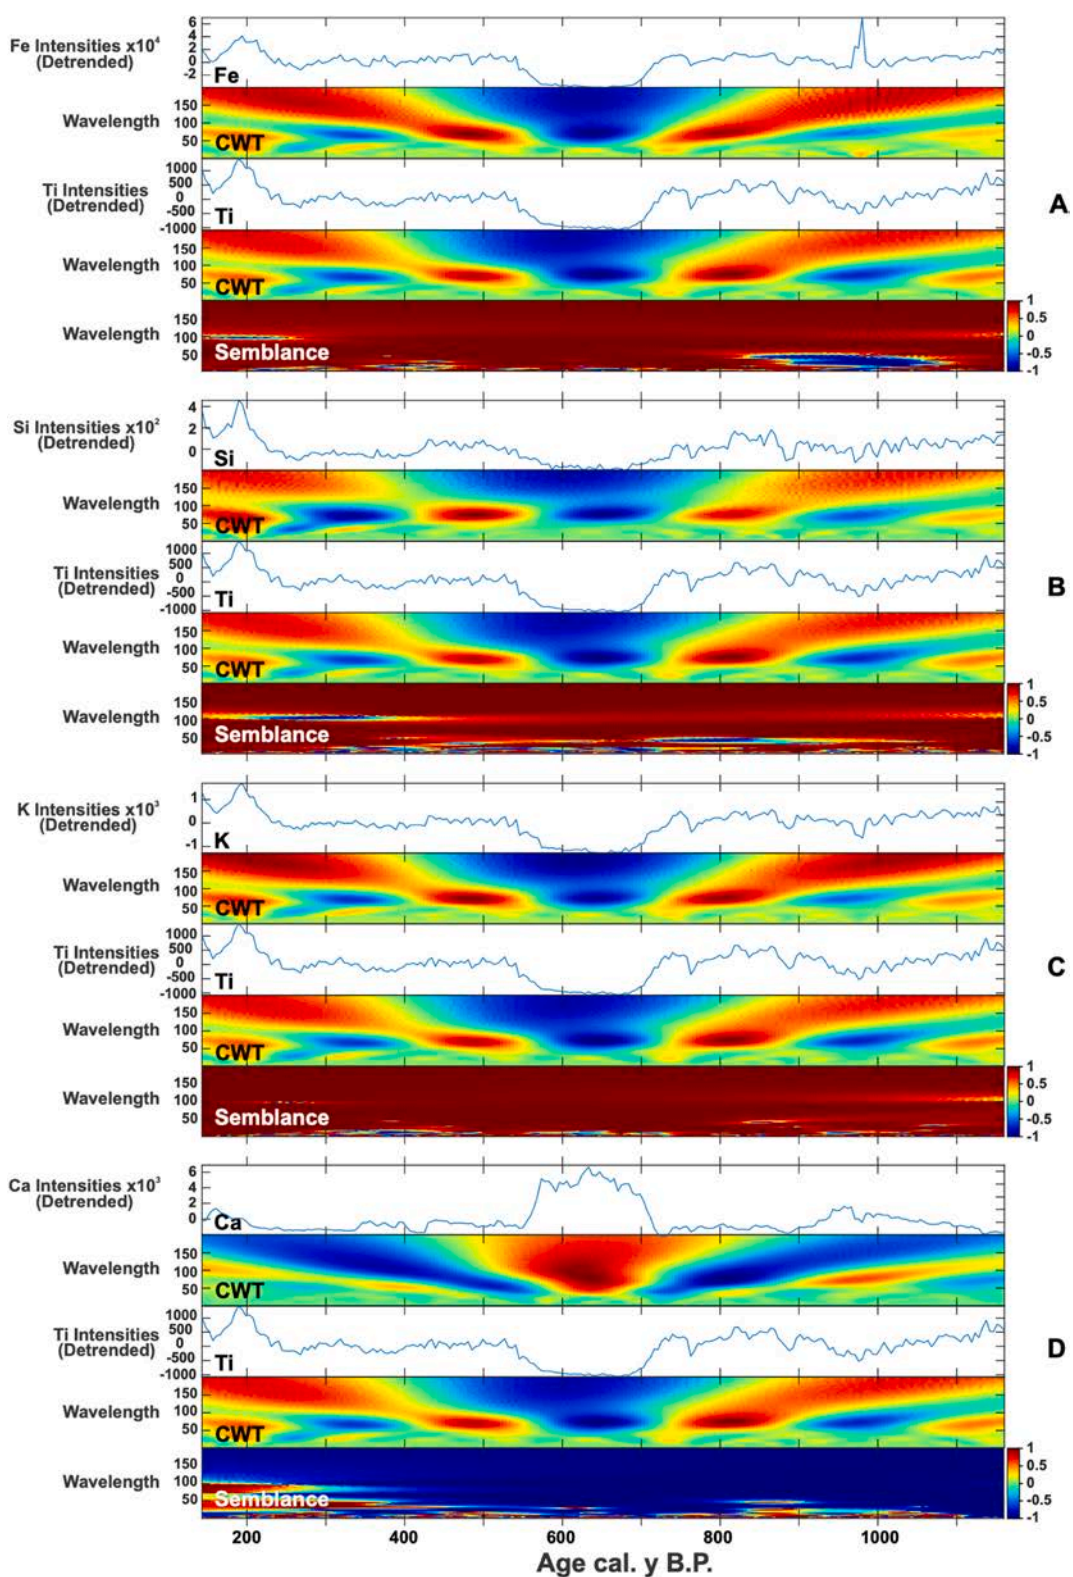 Fe Intensities x10⁴
(Detrended)
6
4
2
0
-2
Fe
Wavelength
150
100
50
CWT
Ti Intensities
(Detrended)
1000
500
0
-500
-1000
Ti
A
Wavelength
150
100
50
CWT
Wavelength
150
100
50
Semblance
1
0.5
0
-0.5
-1
Si Intensities x10²
(Detrended)
4
2
0
Si
Wavelength
150
100
50
CWT
Ti Intensities
(Detrended)
1000
500
0
-500
-1000
Ti
B
Wavelength
150
100
50
CWT
Wavelength
150
100
50
Semblance
1
0.5
0
-0.5
-1
K Intensities x10³
(Detrended)
1
0
-1
K
Wavelength
150
100
50
CWT
Ti Intensities
(Detrended)
1000
500
0
-500
-1000
Ti
C
Wavelength
150
100
50
CWT
Wavelength
150
100
50
Semblance
1
0.5
0
-0.5
-1
Ca Intensities x10³
(Detrended)
6
4
2
0
Ca
Wavelength
150
100
50
CWT
Ti Intensities
(Detrended)
1000
500
0
-500
-1000
Ti
D
Wavelength
150
100
50
CWT
Wavelength
150
100
50
Semblance
1
0.5
0
-0.5
-1
200 400 600 800 1000
Age cal. y B.P.